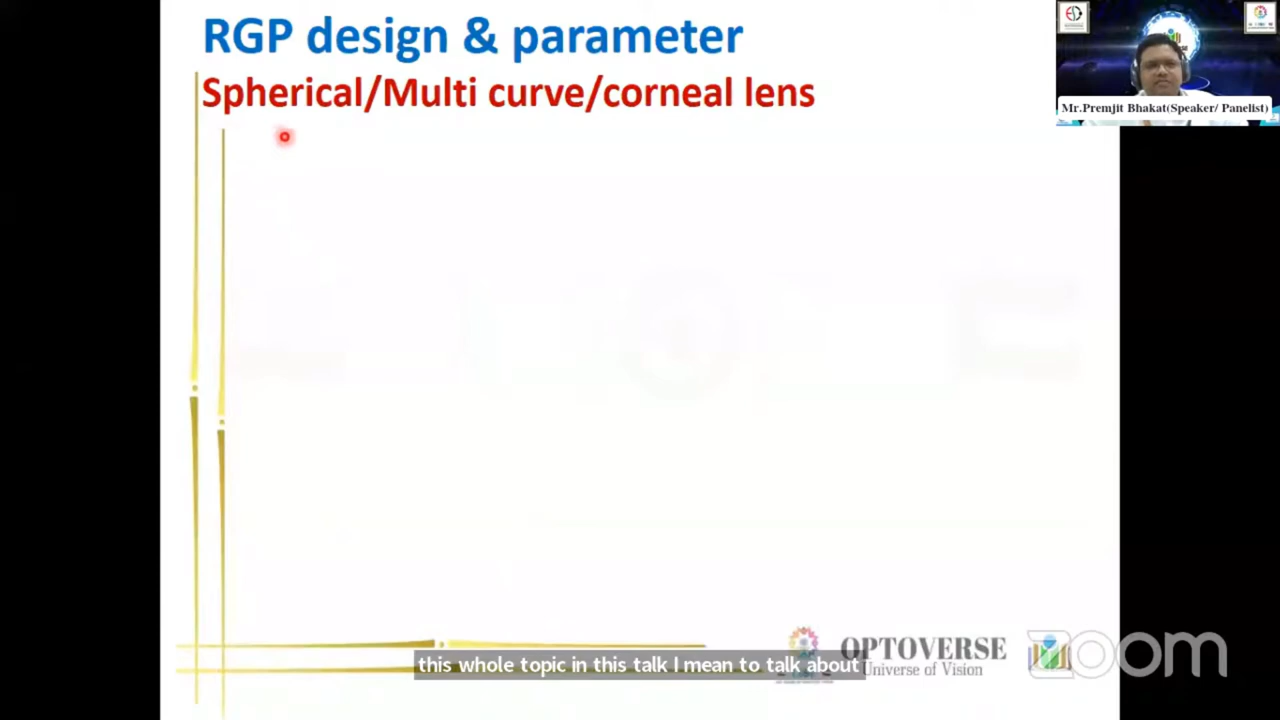 RGP design & parameter
Spherical/Multi curve/corneal lens
Mr.Premjit Bhakat(Speaker/ Panelist)
OPTOVERSE
Universe of Vision
zoom
this whole topic in this talk I mean to talk about